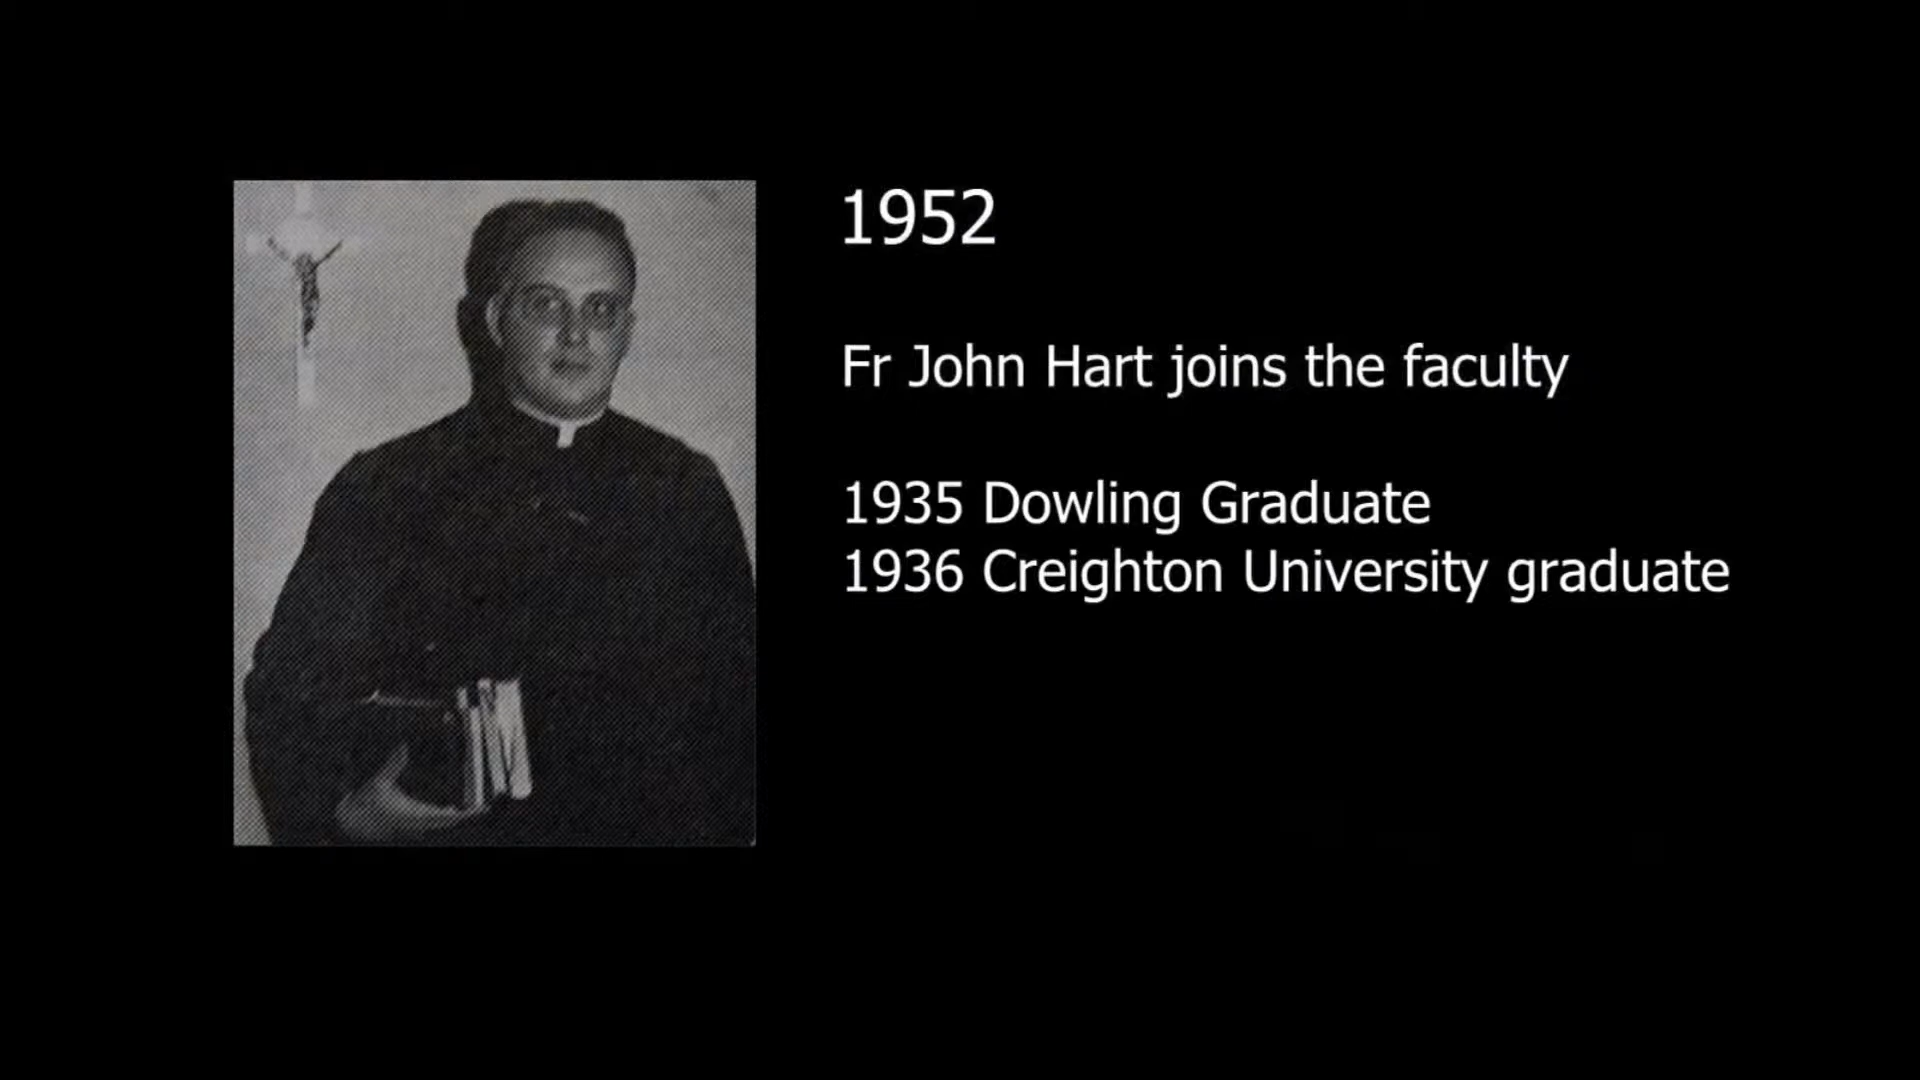 1952
Fr John Hart joins the faculty
1935 Dowling Graduate
1936 Creighton University graduate